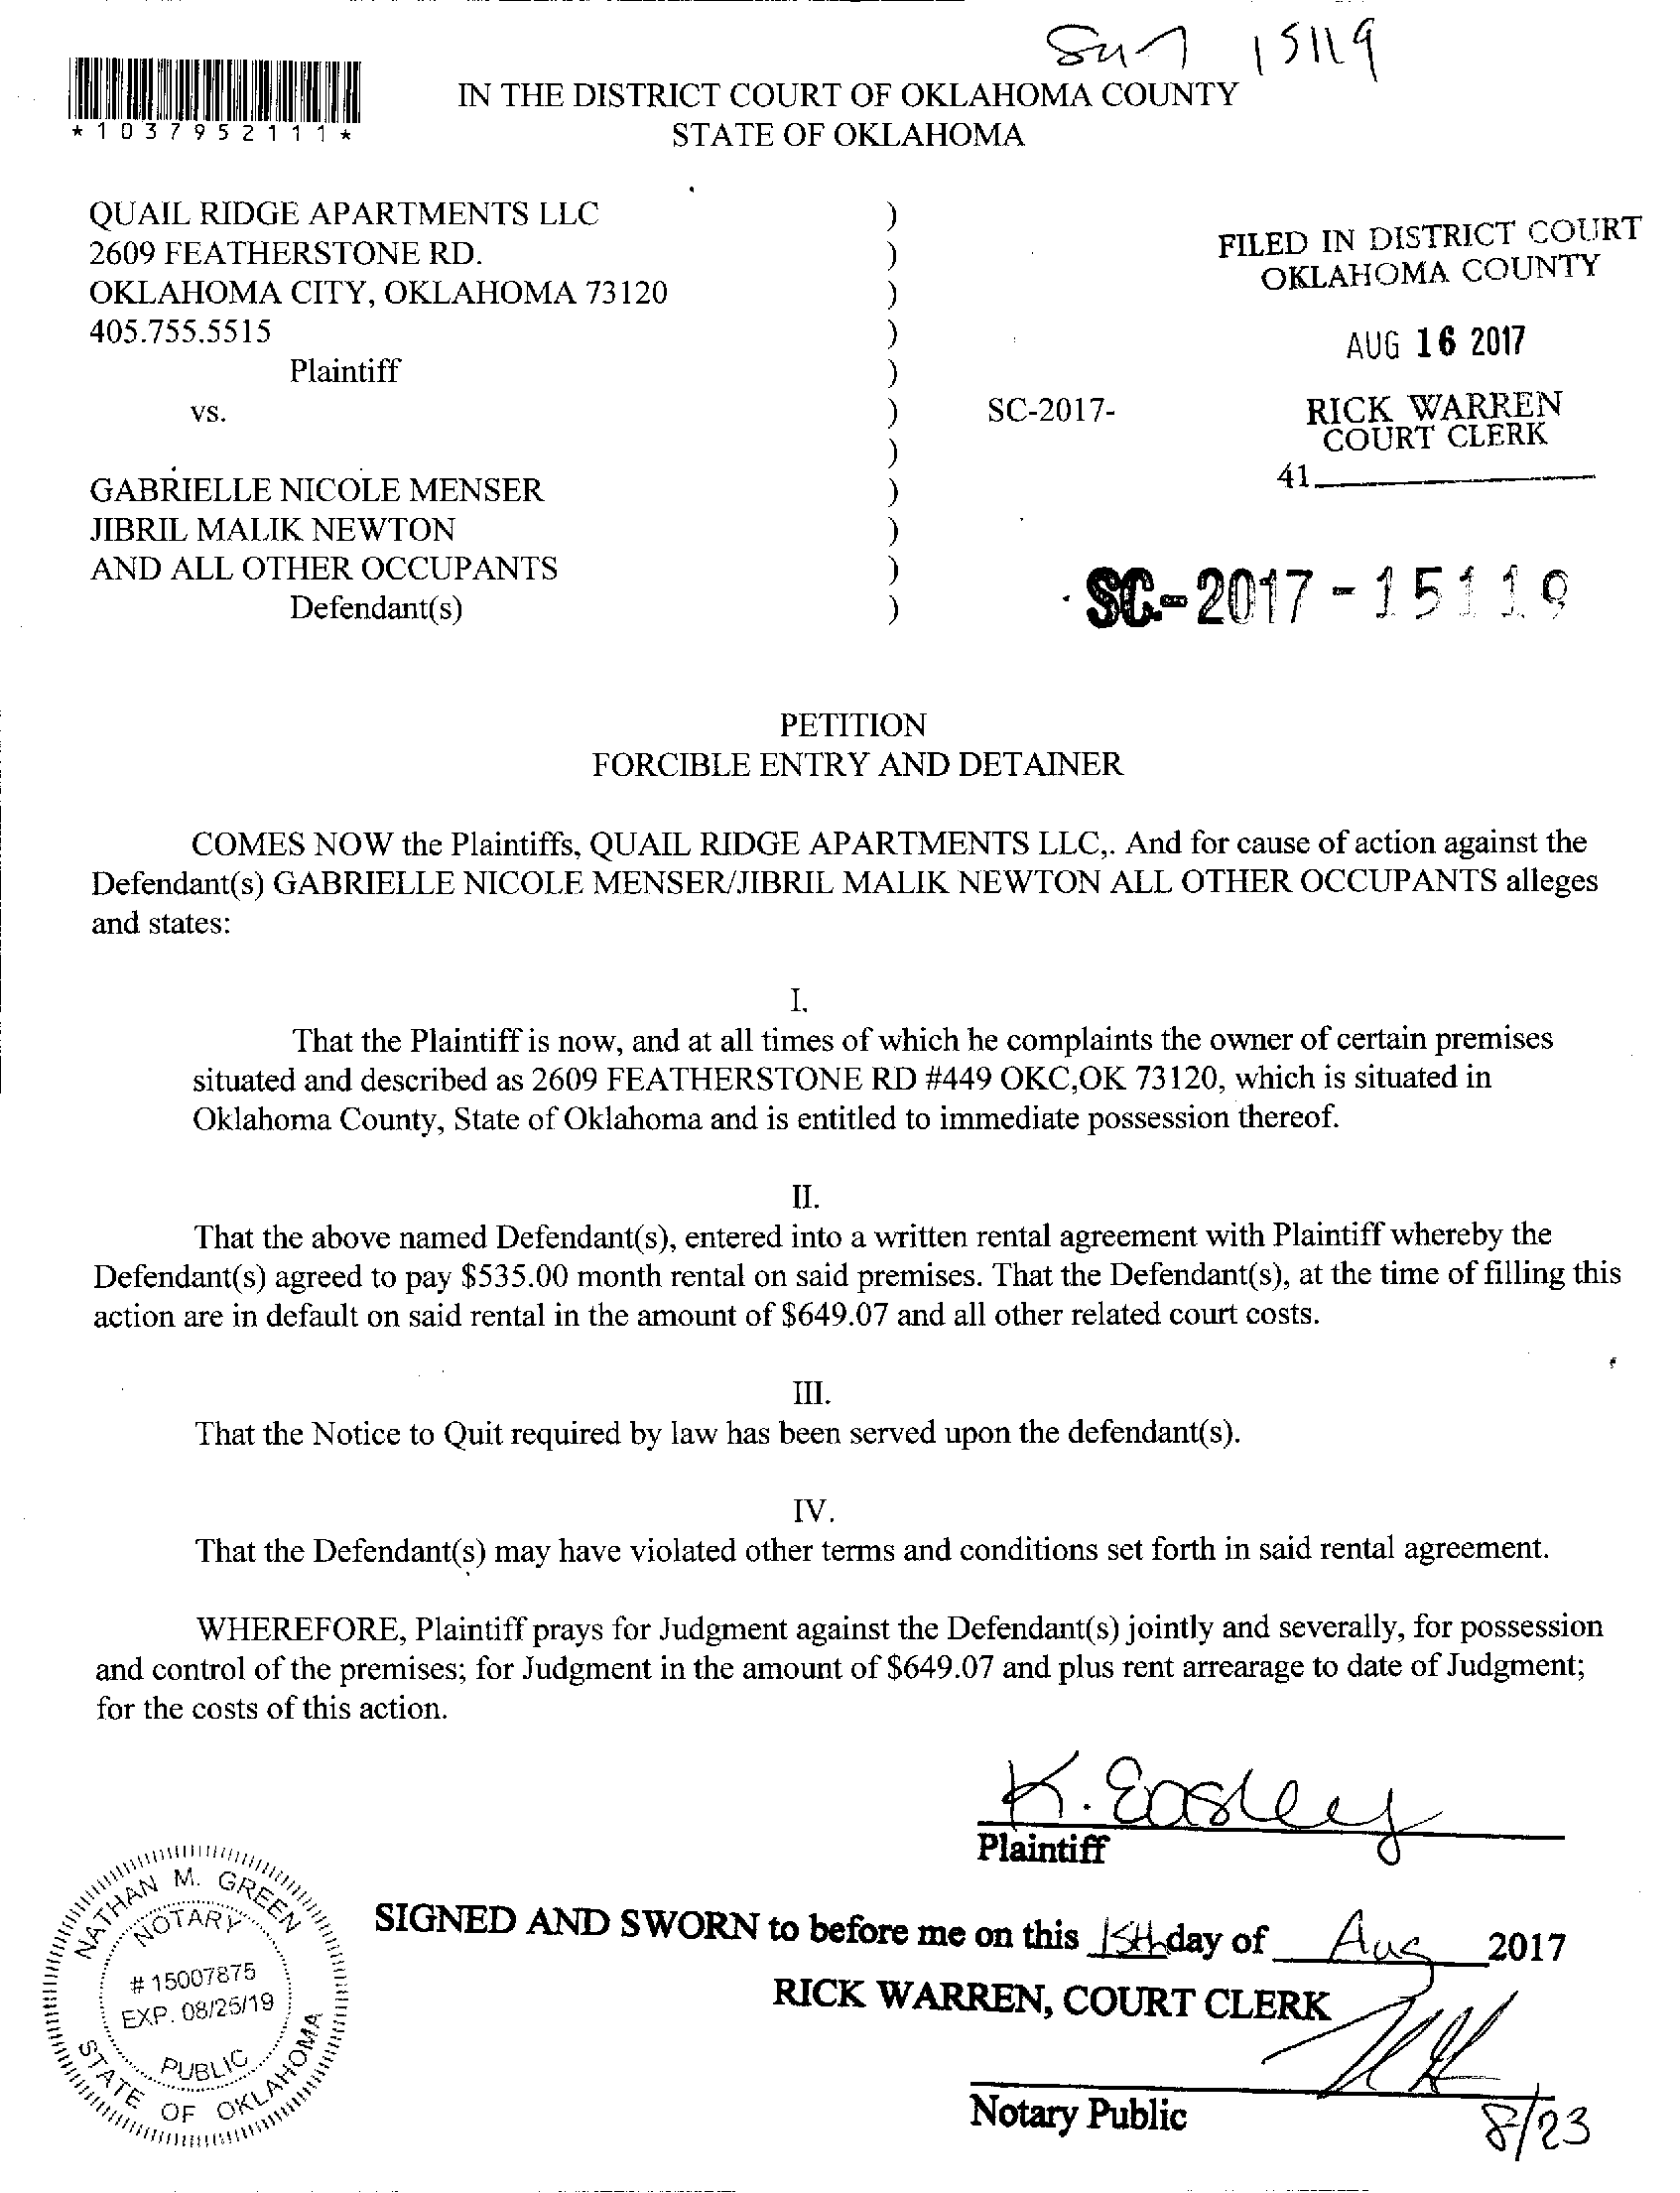 15119
*1037952111*
IN THE DISTRICT COURT OF OKLAHOMA COUNTY
STATE OF OKLAHOMA
QUAIL RIDGE APARTMENTS LLC )
2609 FEATHERSTONE RD. )
OKLAHOMA CITY, OKLAHOMA 73120 )
405.755.5515 )
Plaintiff )
vs. ) SC-2017-
)
GABRIELLE NICOLE MENSER )
JIBRIL MALIK NEWTON )
AND ALL OTHER OCCUPANTS )
Defendant(s) )
FILED IN DISTRICT COURT
OKLAHOMA COUNTY
AUG 16 2017
RICK WARREN
COURT CLERK
41
SC-2017-15119
PETITION
FORCIBLE ENTRY AND DETAINER
COMES NOW the Plaintiffs, QUAIL RIDGE APARTMENTS LLC,. And for cause of action against the
Defendant(s) GABRIELLE NICOLE MENSER/JIBRIL MALIK NEWTON ALL OTHER OCCUPANTS alleges
and states:
I.
That the Plaintiff is now, and at all times of which he complaints the owner of certain premises
situated and described as 2609 FEATHERSTONE RD #449 OKC,OK 73120, which is situated in
Oklahoma County, State of Oklahoma and is entitled to immediate possession thereof.
II.
That the above named Defendant(s), entered into a written rental agreement with Plaintiff whereby the
Defendant(s) agreed to pay $535.00 month rental on said premises. That the Defendant(s), at the time of filling this
action are in default on said rental in the amount of $649.07 and all other related court costs.
III.
That the Notice to Quit required by law has been served upon the defendant(s).
IV.
That the Defendant(s) may have violated other terms and conditions set forth in said rental agreement.
WHEREFORE, Plaintiff prays for Judgment against the Defendant(s) jointly and severally, for possession
and control of the premises; for Judgment in the amount of $649.07 and plus rent arrearage to date of Judgment;
for the costs of this action.
K. Easley
Plaintiff
SIGNED AND SWORN to before me on this 15th day of Aug 2017
RICK WARREN, COURT CLERK
Notary Public
8/23
NATHAN M. GREEN
NOTARY
# 15007875
EXP. 08/25/19
PUBLIC
STATE OF OKLAHOMA